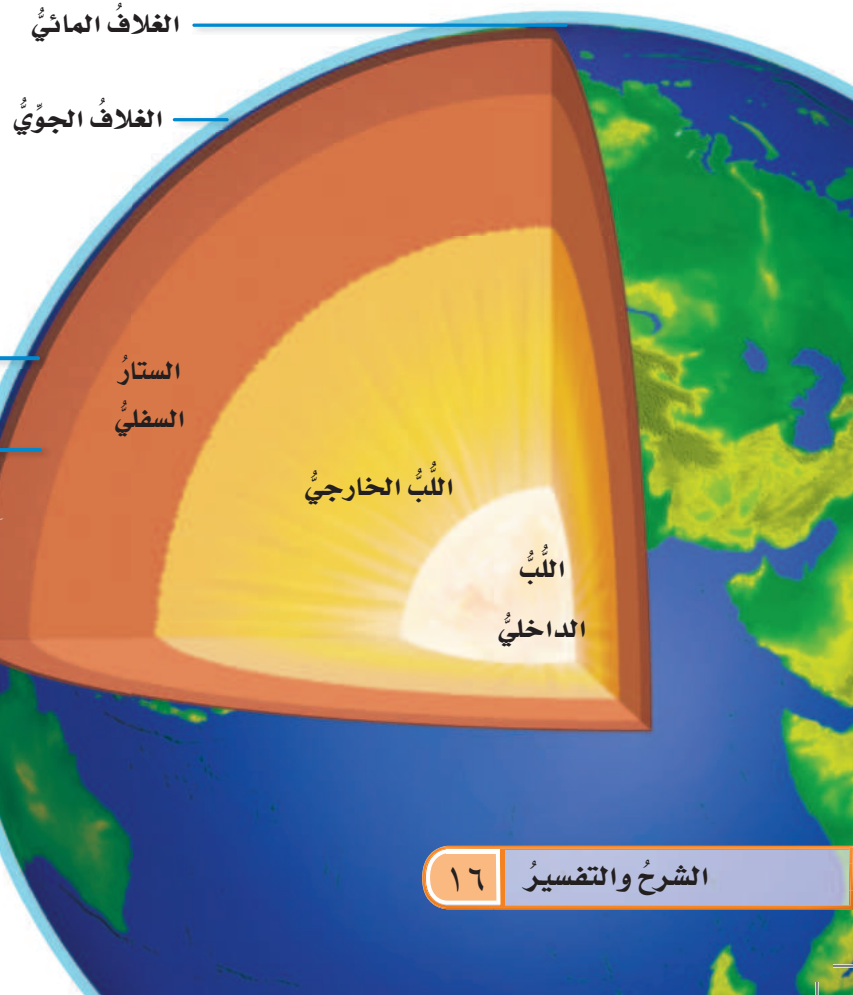 الغلافُ المائيُّ
الغلافُ الجوِّيُّ
الستارُ
السفليُّ
اللُّبُّ الخارجيُّ
اللُّبُّ
الداخليُّ
الشرحُ والتفسيرُ ١٦